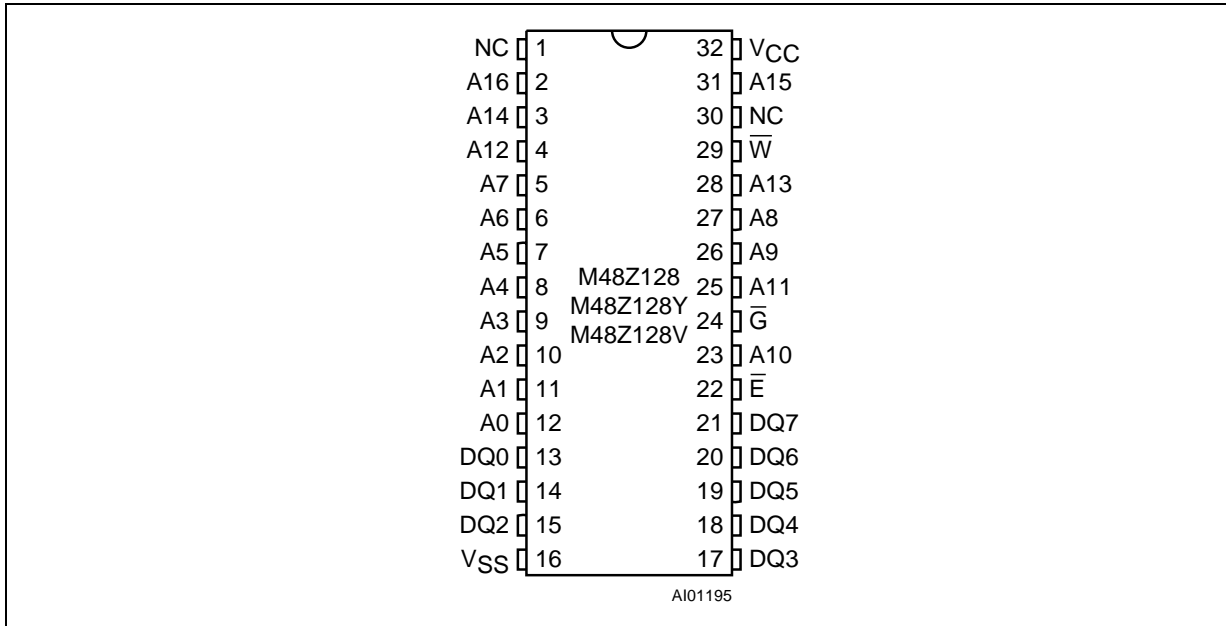 NC 1 32 VCC
A16 2 31 A15
A14 3 30 NC
A12 4 29 W̅
A7 5 28 A13
A6 6 27 A8
A5 7 26 A9
A4 8 M48Z128 25 A11
M48Z128Y
A3 9 M48Z128V 24 G̅
A2 10 23 A10
A1 11 22 E̅
A0 12 21 DQ7
DQ0 13 20 DQ6
DQ1 14 19 DQ5
DQ2 15 18 DQ4
VSS 16 17 DQ3
AI01195